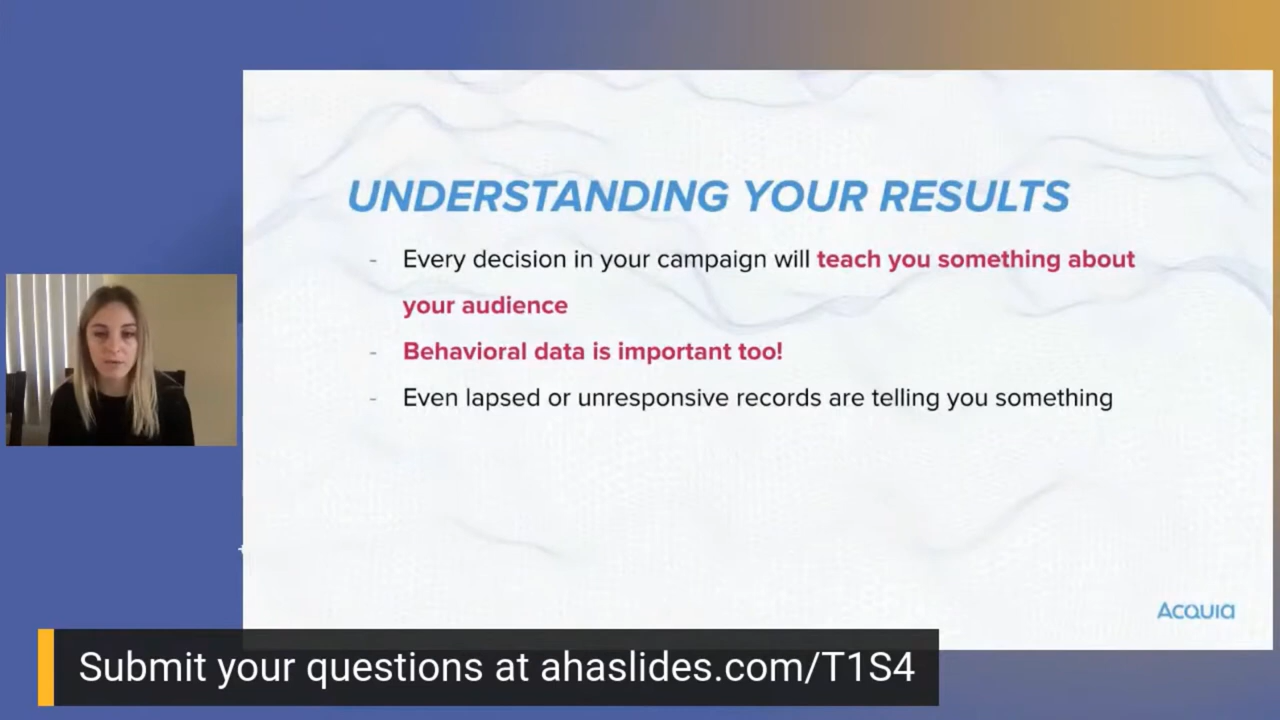 UNDERSTANDING YOUR RESULTS
- Every decision in your campaign will teach you something about
your audience
- Behavioral data is important too!
- Even lapsed or unresponsive records are telling you something
Acquia
Submit your questions at ahaslides.com/T1S4